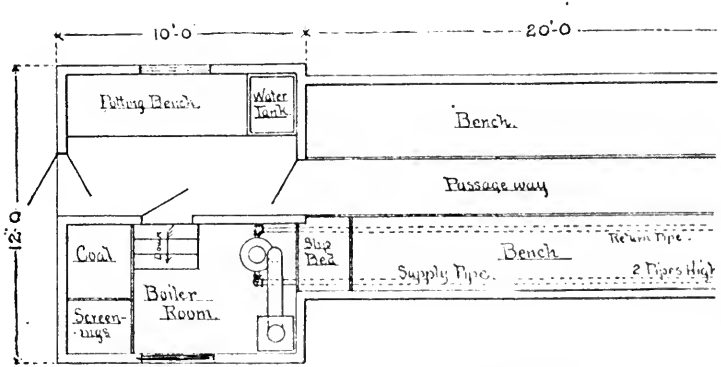 10'-0
20'-0
12'-0
Potting Bench.
Water
Tank.
Bench.
Passage way
Coal
Down
Slip
Bed
Bench
Return Pipe.
Supply Pipe.
2 Pipes High
Boiler
Room.
Screen-
-ings